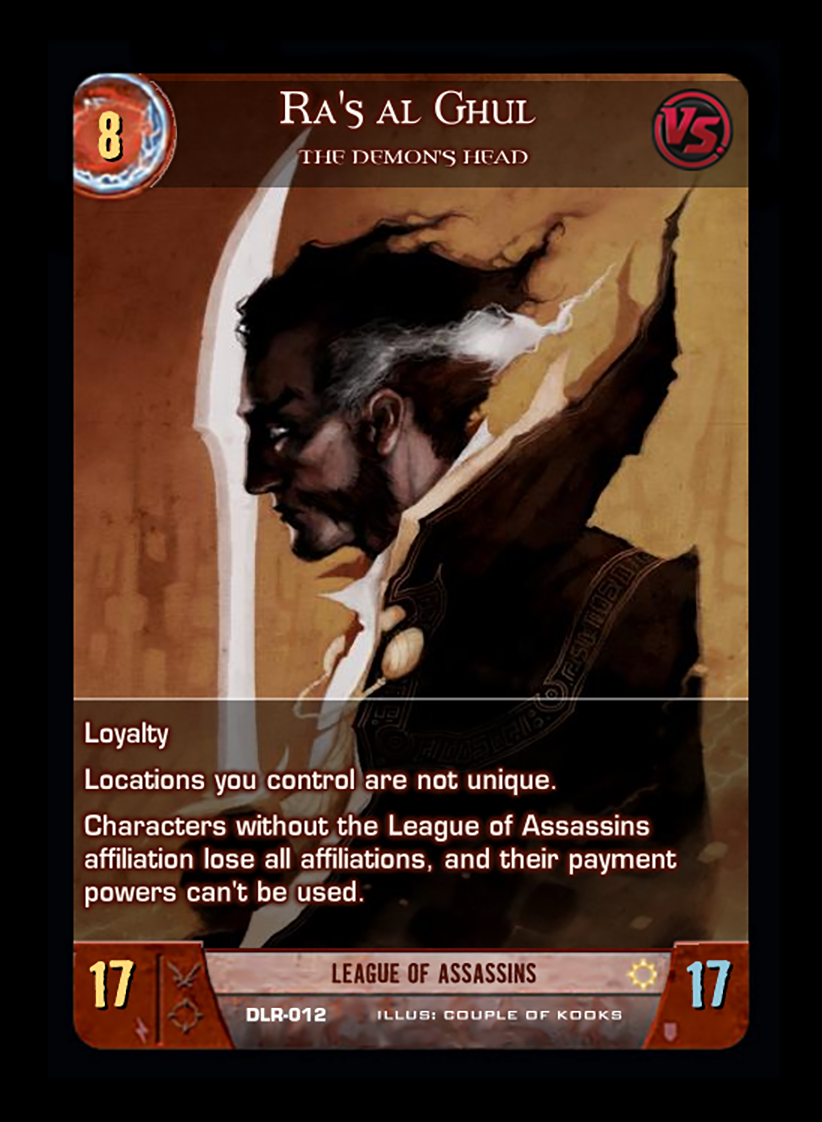 8
Ra's al Ghul
VS.
THE DEMON'S HEAD
Loyalty
Locations you control are not unique.
Characters without the League of Assassins
affiliation lose all affiliations, and their payment
powers can't be used.
17
LEAGUE OF ASSASSINS
17
DLR-012 ILLUS: COUPLE OF KOOKS